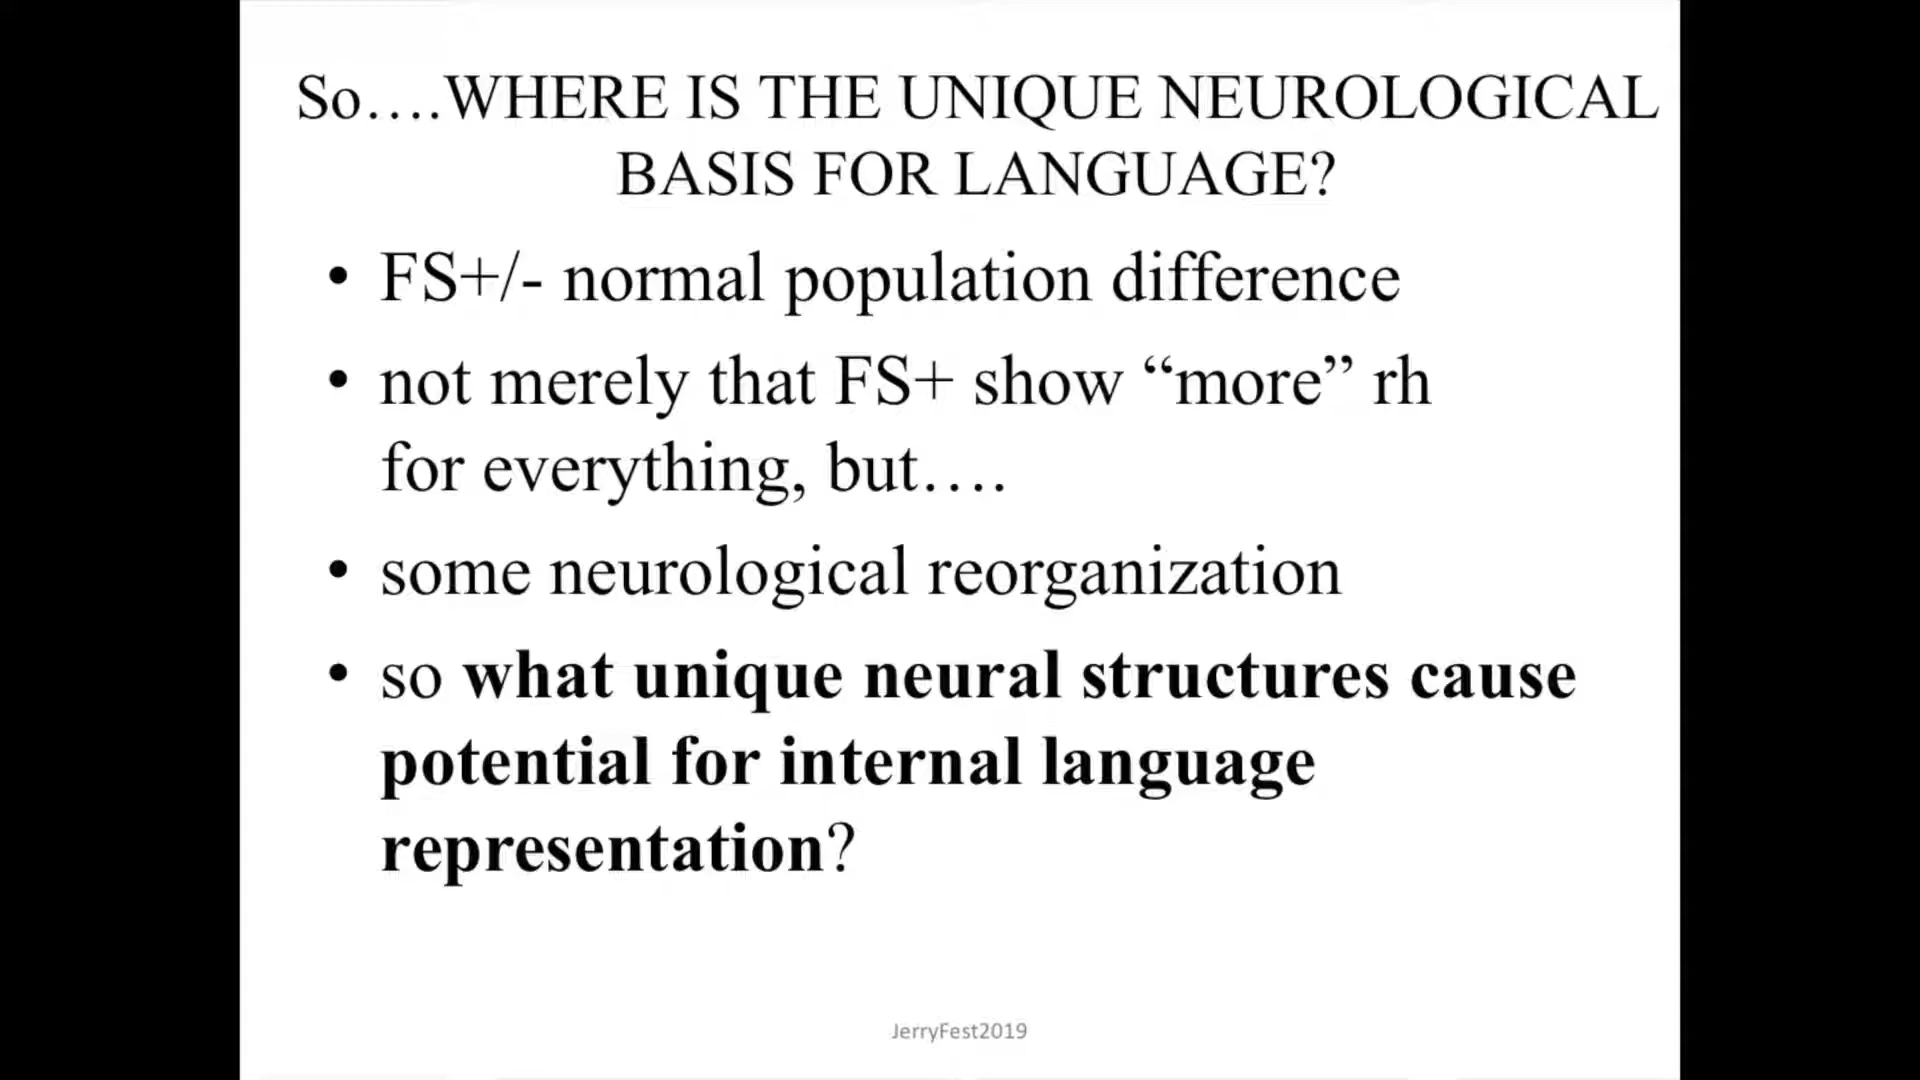 So….WHERE IS THE UNIQUE NEUROLOGICAL
BASIS FOR LANGUAGE?
• FS+/- normal population difference
• not merely that FS+ show “more” rh
for everything, but….
• some neurological reorganization
• so what unique neural structures cause
potential for internal language
representation?
JerryFest2019